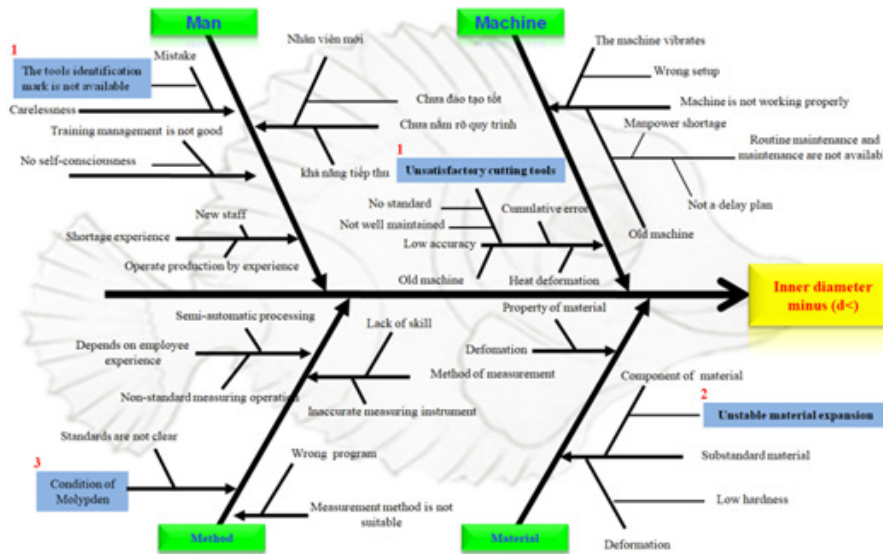 Man
Machine
1
The tools identification
mark is not available
Mistake
Carelessness
Training management is not good
No self-consciousness
New staff
Shortage experience
Operate production by experience
Nhân viên mới
Chưa đào tạo tốt
Chưa nắm rõ quy trình
khả năng tiếp thu
1
Unsatisfactory cutting tools
No standard
Not well maintained
Low accuracy
Old machine
Cumulative error
Heat deformation
The machine vibrates
Wrong setup
Machine is not working properly
Manpower shortage
Routine maintenance and
maintenance are not availabl
Not a delay plan
Old machine
Inner diameter
minus (d<)
Semi-automatic processing
Depends on employee
experience
Non-standard measuring operation
Lack of skill
Method of measurement
Inaccurate measuring instrument
Standards are not clear
3
Condition of
Molypden
Wrong program
Measurement method is not
suitable
Method
Property of material
Defomation
Component of material
2
Unstable material expansion
Substandard material
Low hardness
Deformation
Material